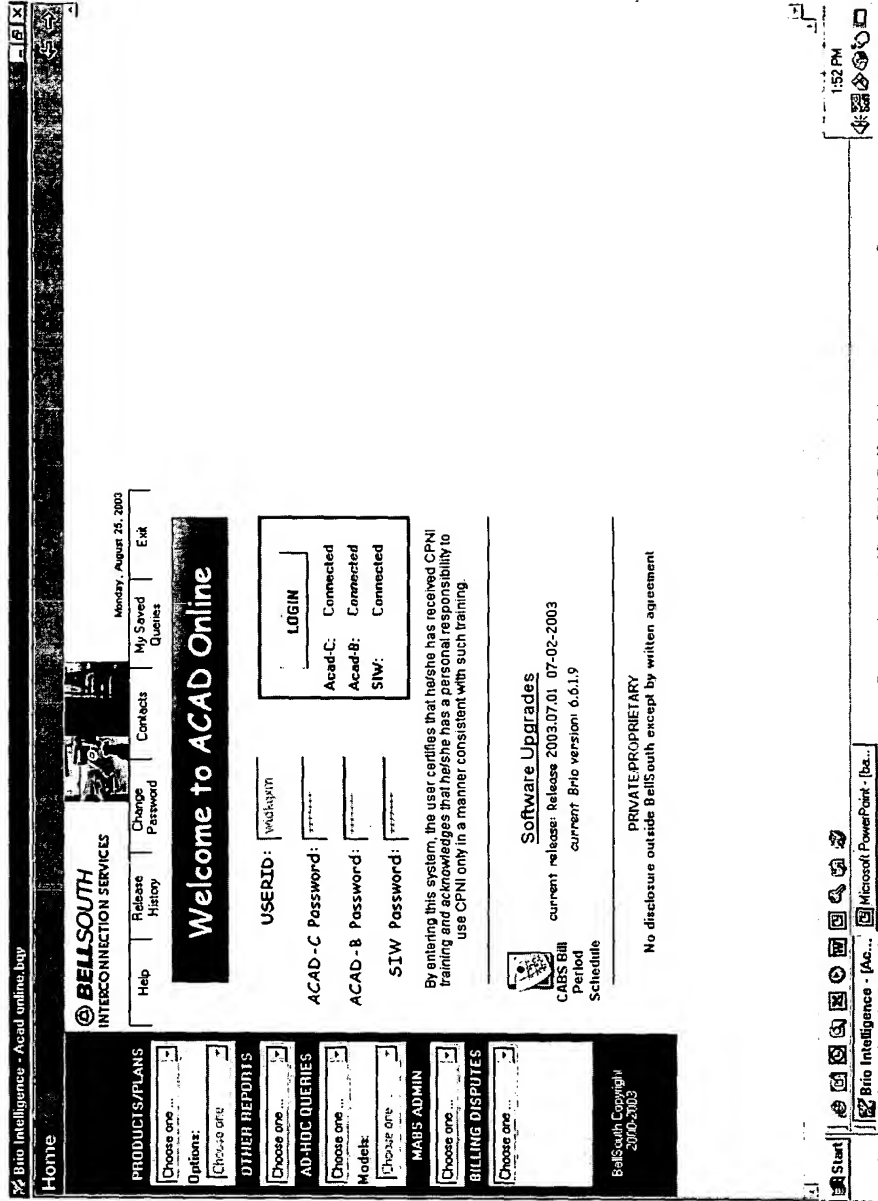 Brio Intelligence - Acad online.bqy
Home
BELLSOUTH
INTERCONNECTION SERVICES
Monday, August 25, 2003
Help
Release History
Change Password
Contacts
My Saved Queries
Exit
PRODUCTS/PLANS
Choose one ...
Options:
Choose one
OTHER REPORTS
Choose one ...
AD-HOC QUERIES
Choose one ...
Models:
Choose one
MABS ADMIN
Choose one ...
BILLING DISPUTES
Choose one
BellSouth Copyright
2000-2003
Welcome to ACAD Online
USERID:
ACAD-C Password:
ACAD-B Password:
SIW Password:
LOGIN
Acad-C: Connected
Acad-B: Connected
SIW: Connected
By entering this system, the user certifies that he/she has received CPNI
training and acknowledges that he/she has a personal responsibility to
use CPNI only in a manner consistent with such training.
CABS Bill
Period
Schedule
Software Upgrades
current release: Release 2003.07.01 07-02-2003
current Brio version: 6.6.1.9
PRIVATE/PROPRIETARY
No disclosure outside BellSouth except by written agreement
Start
Brio Intelligence - [Ac...
Microsoft PowerPoint - [ba...
1:52 PM